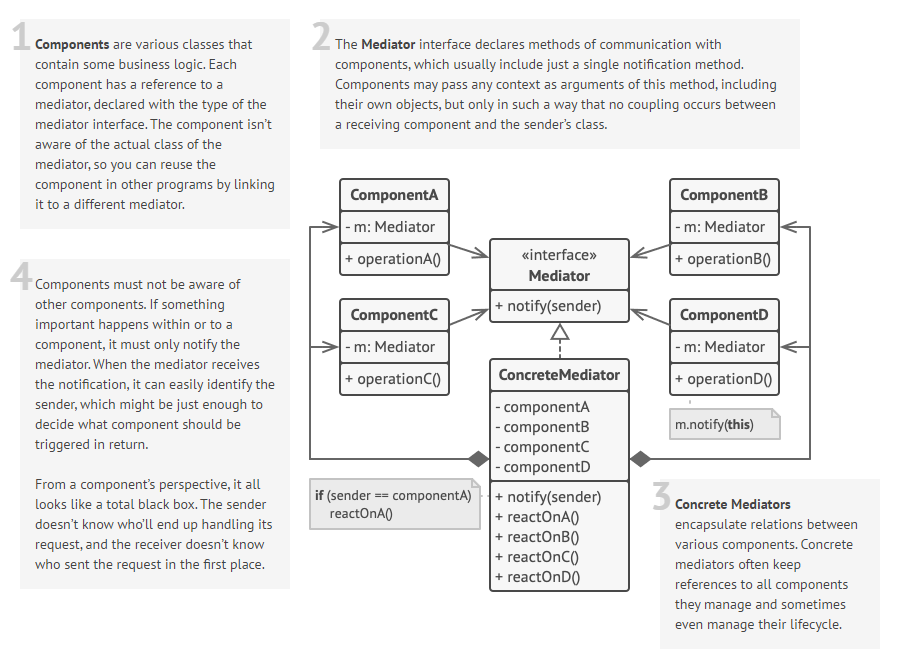 1
Components are various classes that
contain some business logic. Each
component has a reference to a
mediator, declared with the type of the
mediator interface. The component isn’t
aware of the actual class of the
mediator, so you can reuse the
component in other programs by linking
it to a different mediator.
2
The Mediator interface declares methods of communication with
components, which usually include just a single notification method.
Components may pass any context as arguments of this method, including
their own objects, but only in such a way that no coupling occurs between
a receiving component and the sender’s class.
ComponentA
- m: Mediator
+ operationA()
ComponentB
- m: Mediator
+ operationB()
«interface»
Mediator
+ notify(sender)
ComponentC
- m: Mediator
+ operationC()
ComponentD
- m: Mediator
+ operationD()
m.notify(this)
ConcreteMediator
- componentA
- componentB
- componentC
- componentD
+ notify(sender)
+ reactOnA()
+ reactOnB()
+ reactOnC()
+ reactOnD()
if (sender == componentA)
reactOnA()
3
Concrete Mediators
encapsulate relations between
various components. Concrete
mediators often keep
references to all components
they manage and sometimes
even manage their lifecycle.
4
Components must not be aware of
other components. If something
important happens within or to a
component, it must only notify the
mediator. When the mediator receives
the notification, it can easily identify the
sender, which might be just enough to
decide what component should be
triggered in return.
From a component’s perspective, it all
looks like a total black box. The sender
doesn’t know who’ll end up handling its
request, and the receiver doesn’t know
who sent the request in the first place.